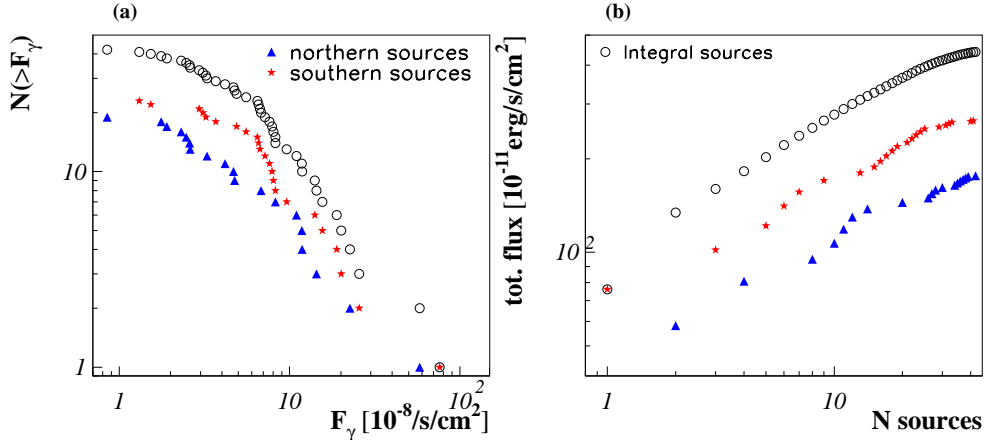 (a)
N(>F_γ)
▲ northern sources
★ southern sources
10
1
1
10
10^2
F_γ [10^-8/s/cm^2]
(b)
tot. flux [10^-11 erg/s/cm^2]
○ Integral sources
10^2
1
10
N sources